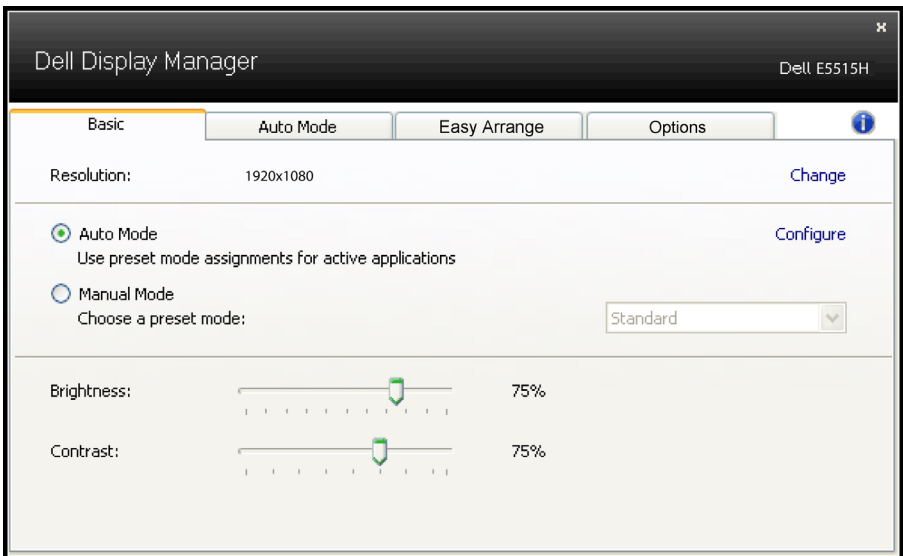 Dell Display Manager
Dell E5515H
Basic
Auto Mode
Easy Arrange
Options
Resolution:
1920x1080
Change
Auto Mode
Configure
Use preset mode assignments for active applications
Manual Mode
Choose a preset mode:
Standard
Brightness:
75%
Contrast:
75%